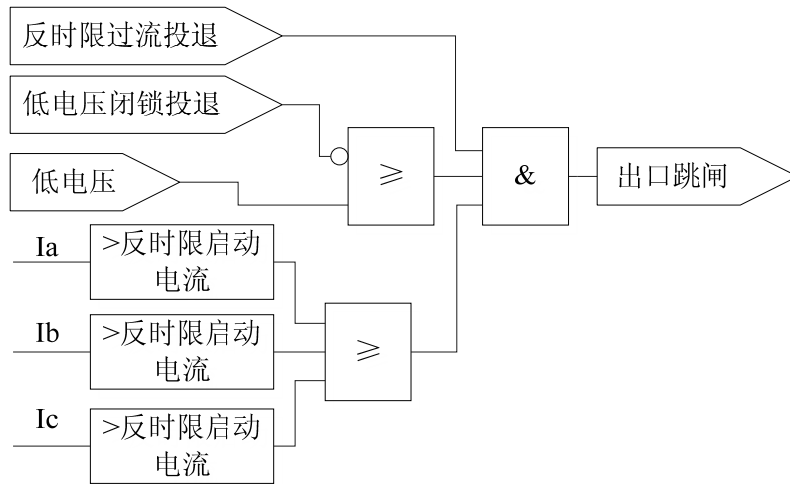 反时限过流投退
低电压闭锁投退
≥
&
出口跳闸
低电压
Ia
>反时限启动
电流
Ib
>反时限启动
电流
≥
Ic
>反时限启动
电流